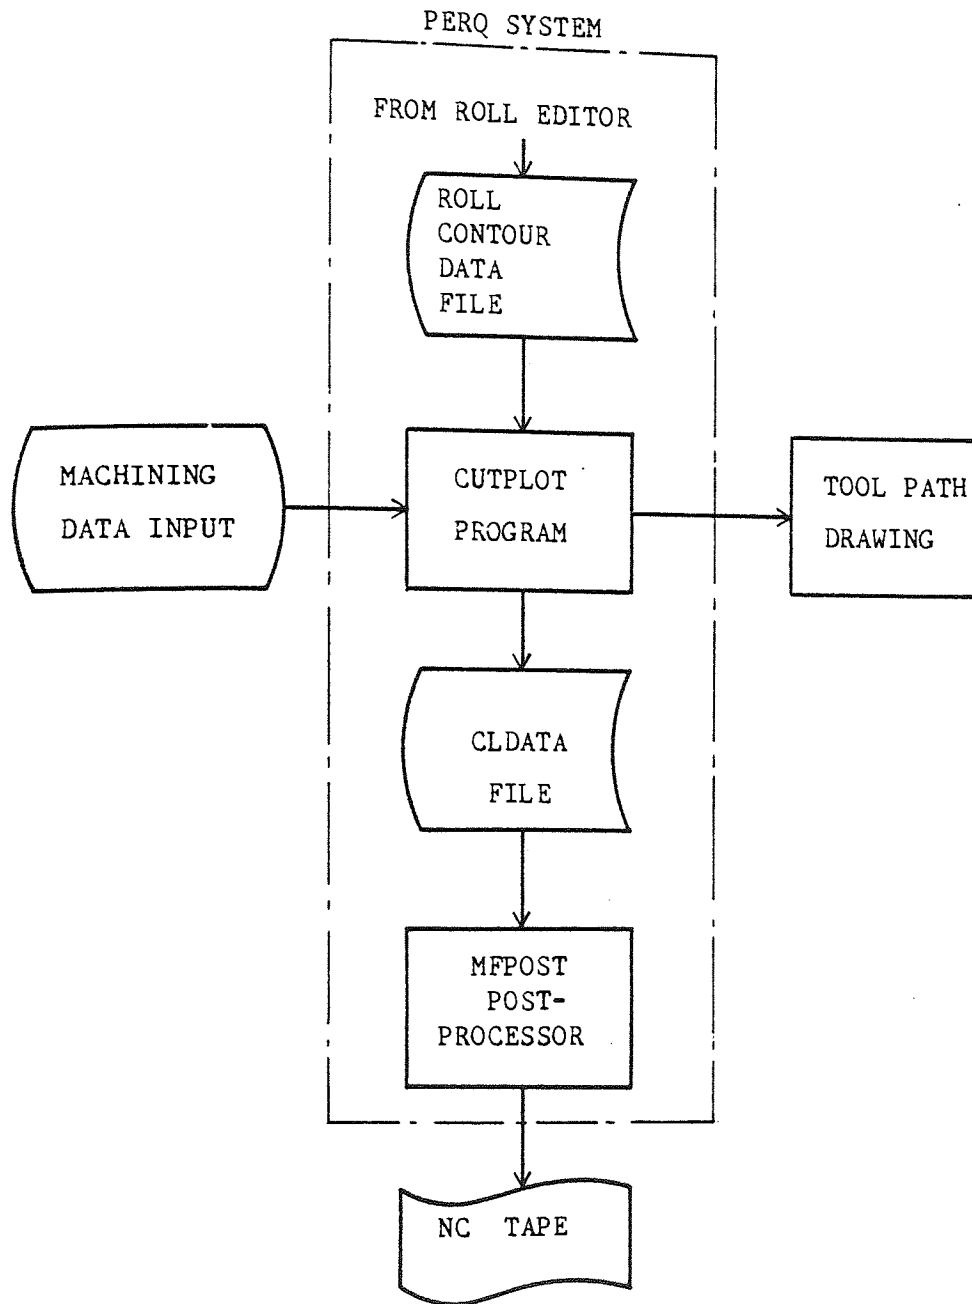 PERQ SYSTEM
FROM ROLL EDITOR
ROLL
CONTOUR
DATA
FILE
MACHINING
DATA INPUT
CUTPLOT
PROGRAM
TOOL PATH
DRAWING
CLDATA
FILE
MFPOST
POST-
PROCESSOR
NC TAPE